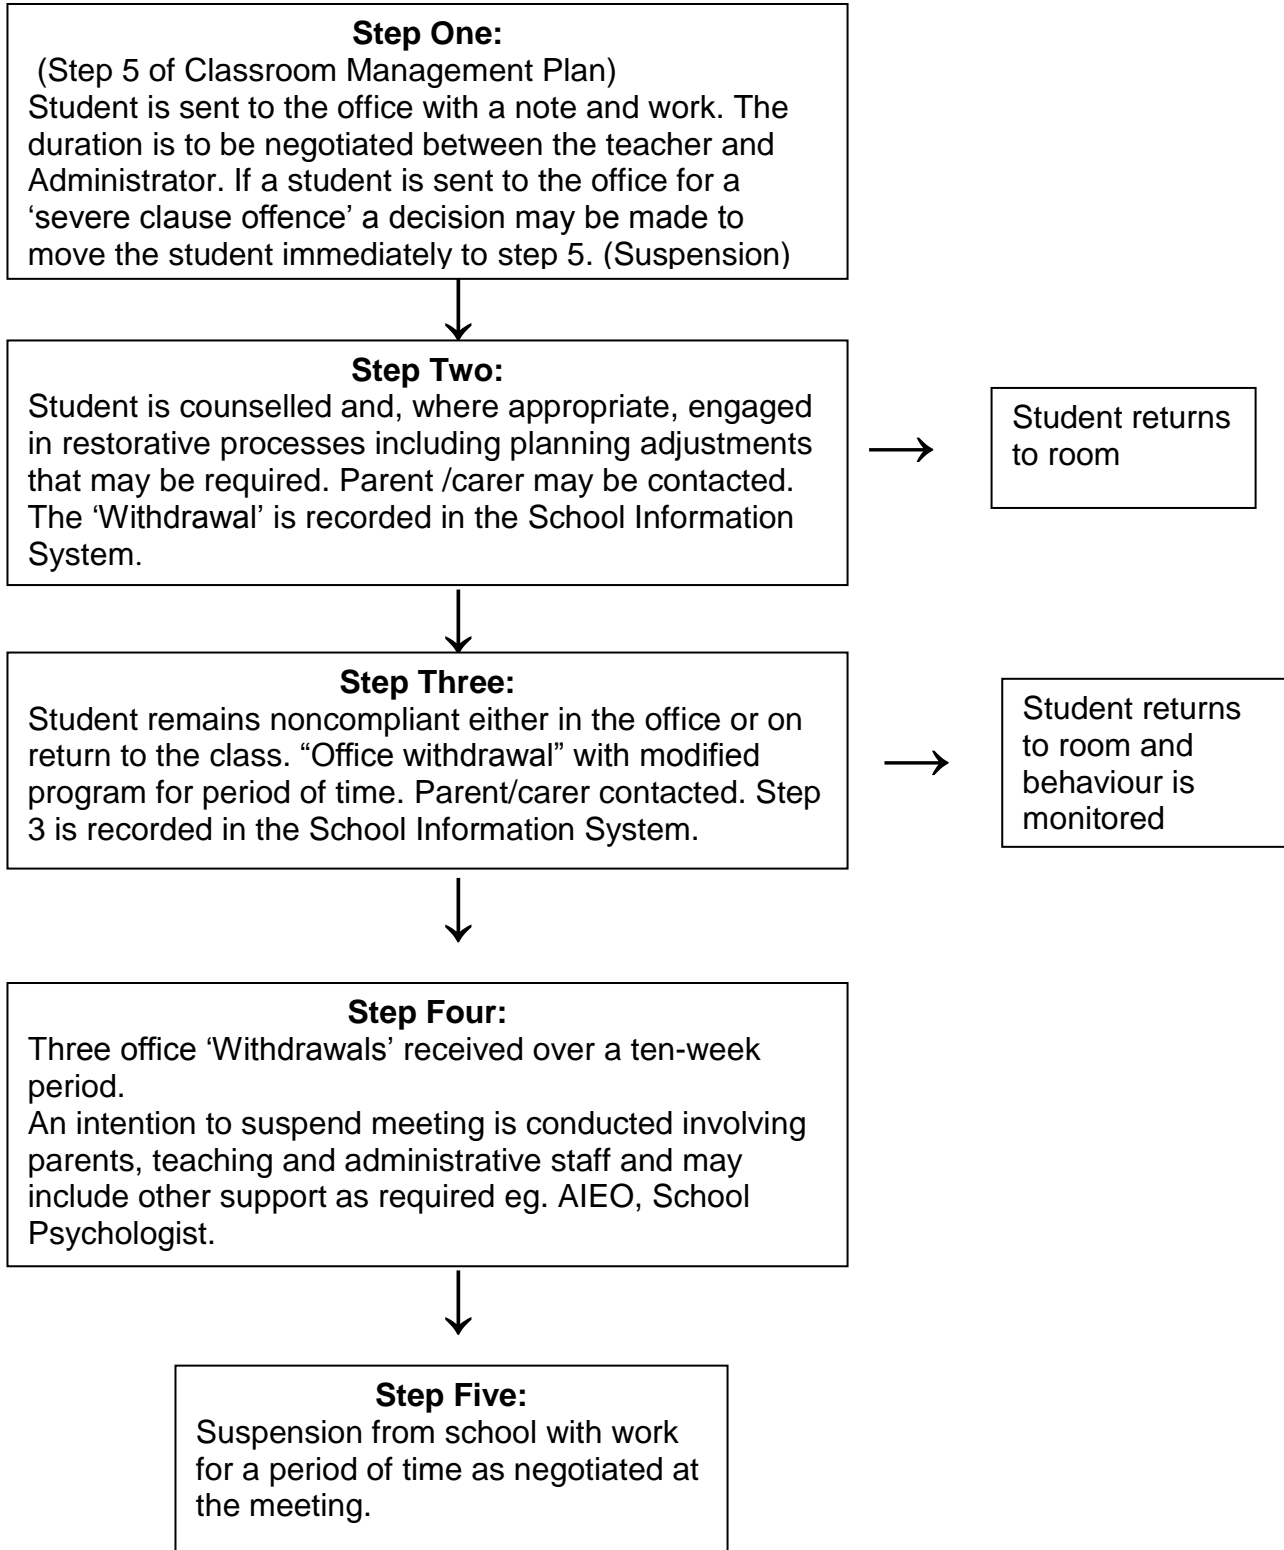 Step One:
(Step 5 of Classroom Management Plan)
Student is sent to the office with a note and work. The
duration is to be negotiated between the teacher and
Administrator. If a student is sent to the office for a
‘severe clause offence’ a decision may be made to
move the student immediately to step 5. (Suspension)
Step Two:
Student is counselled and, where appropriate, engaged
in restorative processes including planning adjustments
that may be required. Parent /carer may be contacted.
The ‘Withdrawal’ is recorded in the School Information
System.
Student returns
to room
Step Three:
Student remains noncompliant either in the office or on
return to the class. “Office withdrawal” with modified
program for period of time. Parent/carer contacted. Step
3 is recorded in the School Information System.
Student returns
to room and
behaviour is
monitored
Step Four:
Three office ‘Withdrawals’ received over a ten-week
period.
An intention to suspend meeting is conducted involving
parents, teaching and administrative staff and may
include other support as required eg. AIEO, School
Psychologist.
Step Five:
Suspension from school with work
for a period of time as negotiated at
the meeting.